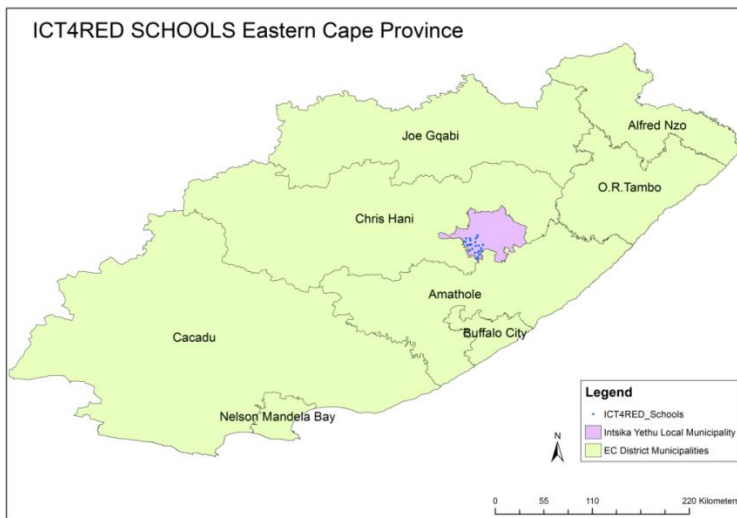 ICT4RED SCHOOLS Eastern Cape Province
Alfred Nzo
Joe Gqabi
O.R.Tambo
Chris Hani
Amathole
Buffalo City
Cacadu
Nelson Mandela Bay
Legend
ICT4RED_Schools
Intsika Yethu Local Municipality
EC District Municipalities
N
0 55 110 220 Kilometers